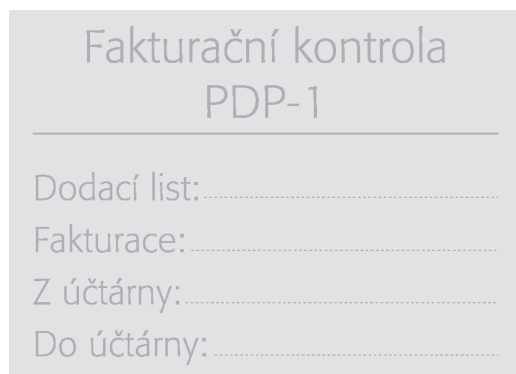 Fakturační kontrola
PDP-1
Dodací list:
Fakturace:
Z účtárny:
Do účtárny: